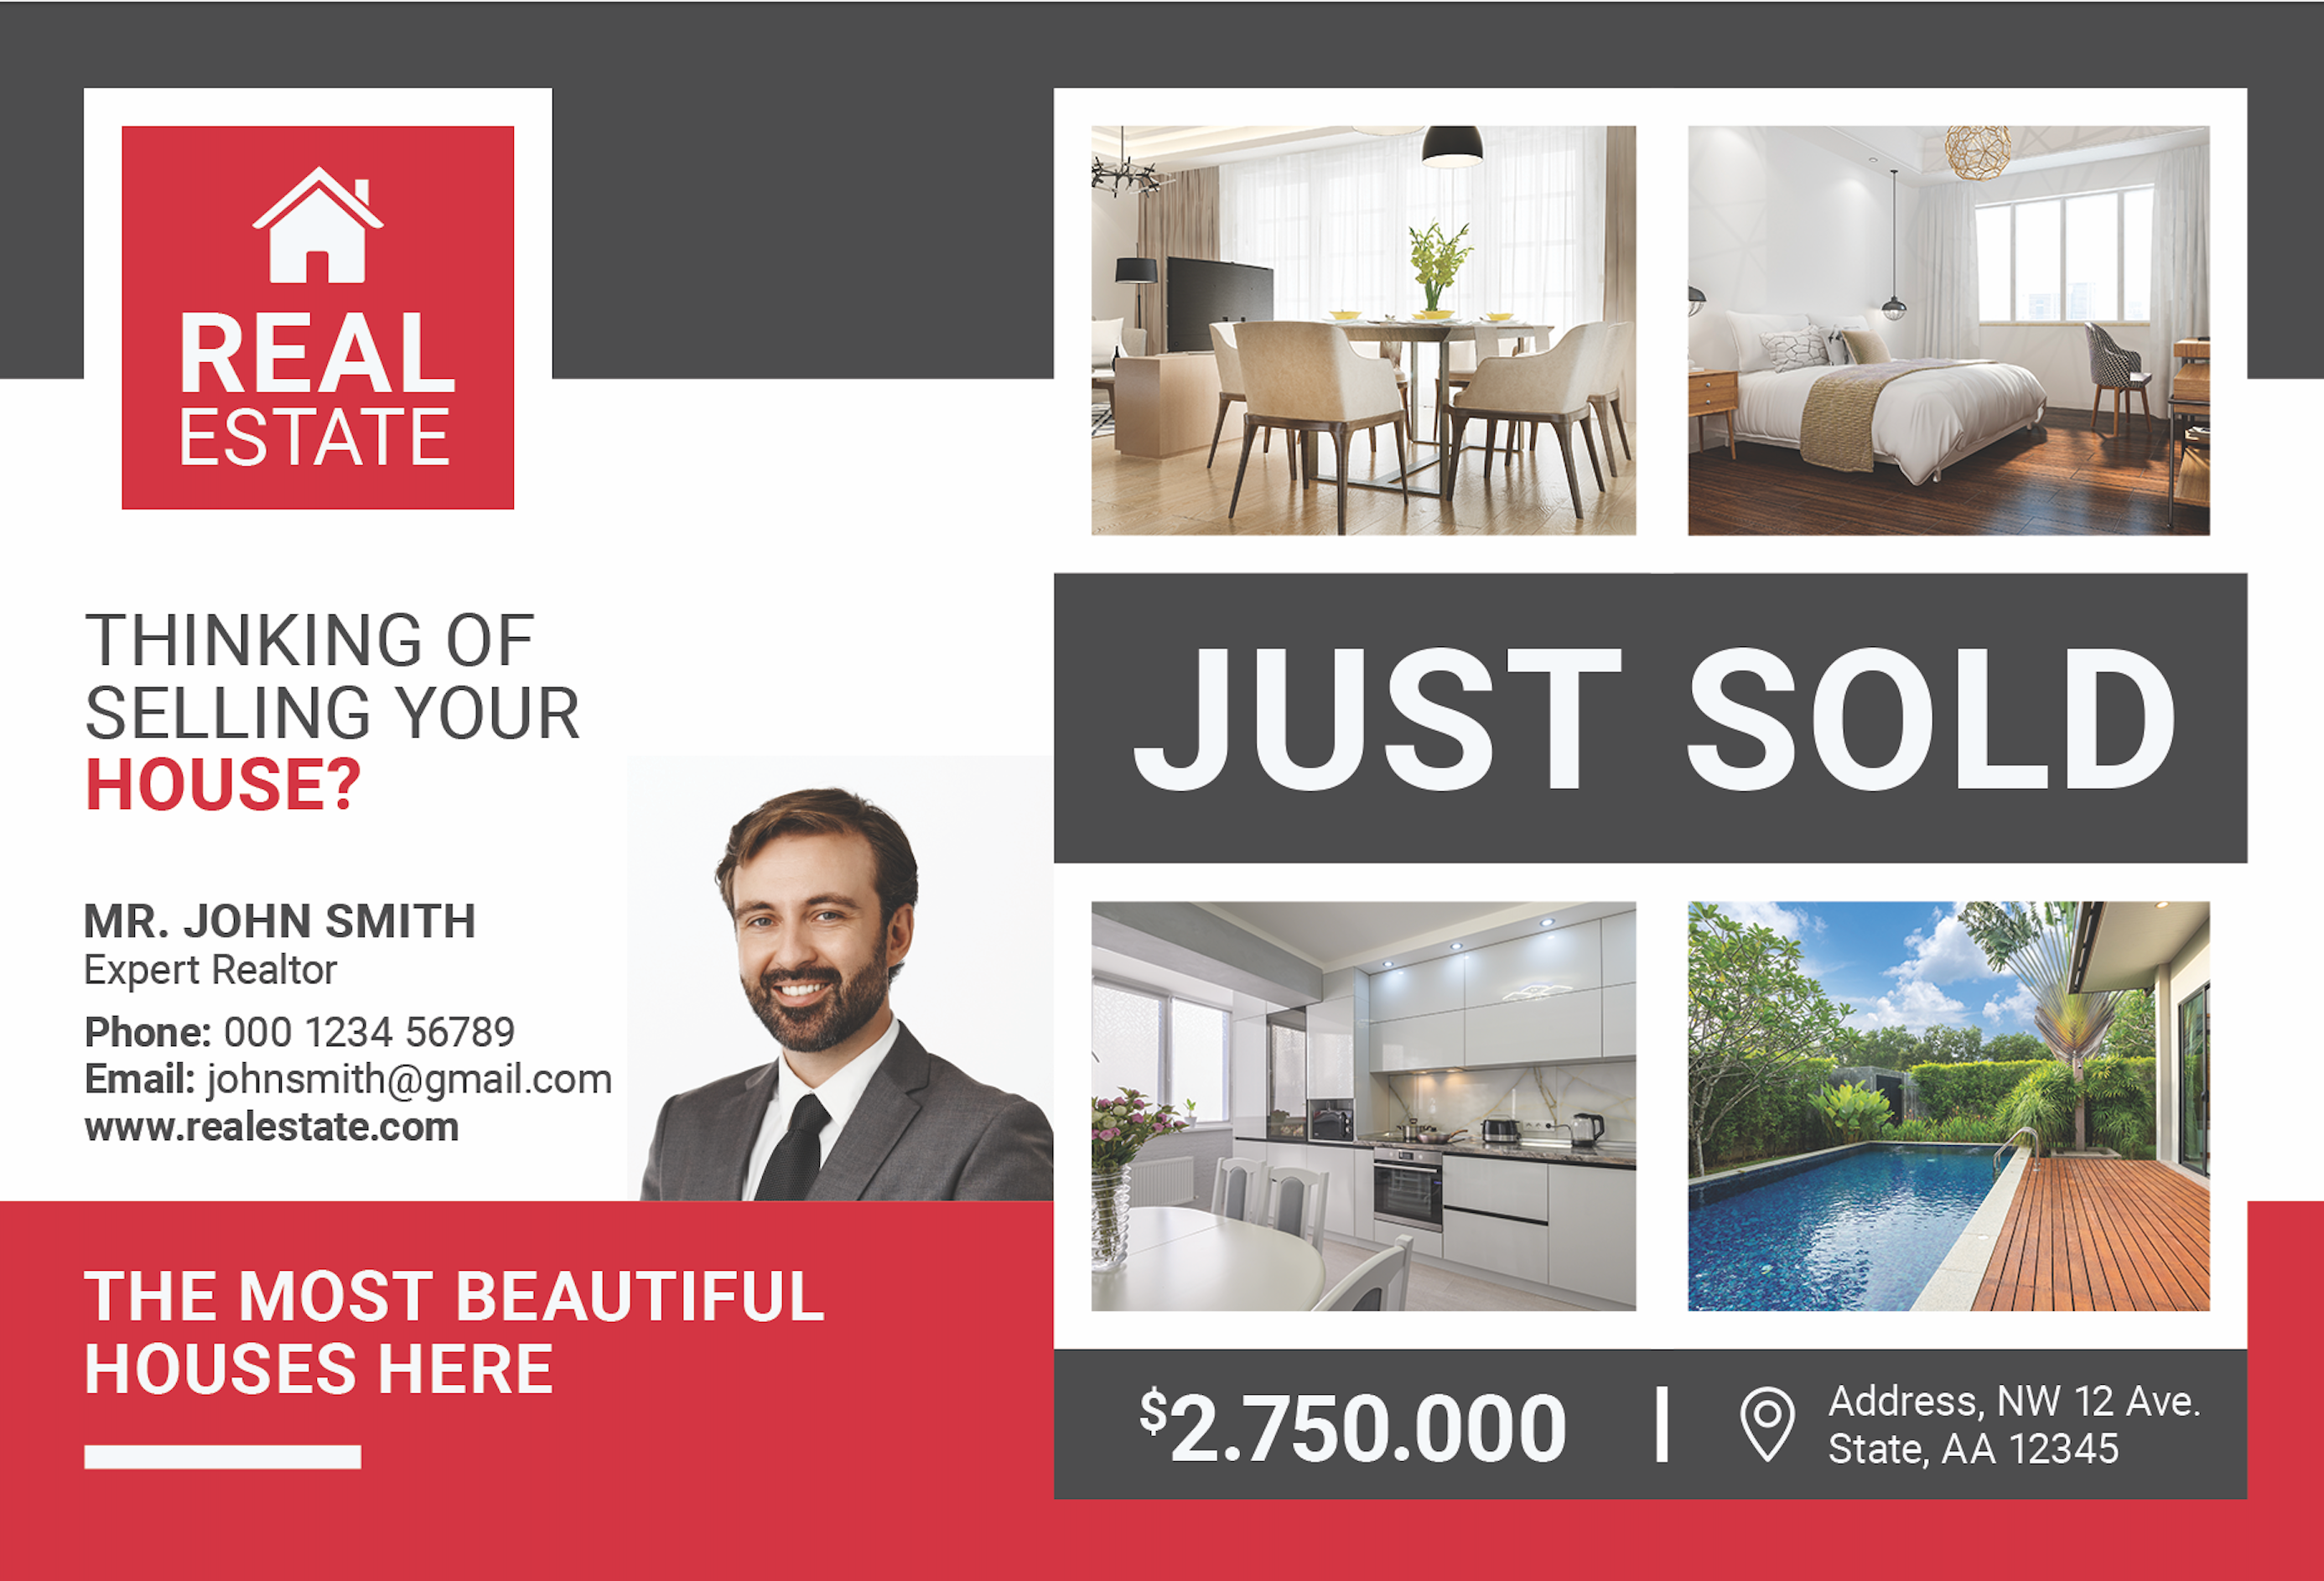 REAL
ESTATE
THINKING OF
SELLING YOUR
HOUSE?
MR. JOHN SMITH
Expert Realtor
Phone: 000 1234 56789
Email: johnsmith@gmail.com
www.realestate.com
THE MOST BEAUTIFUL
HOUSES HERE
JUST SOLD
$2.750.000
Address, NW 12 Ave.
State, AA 12345